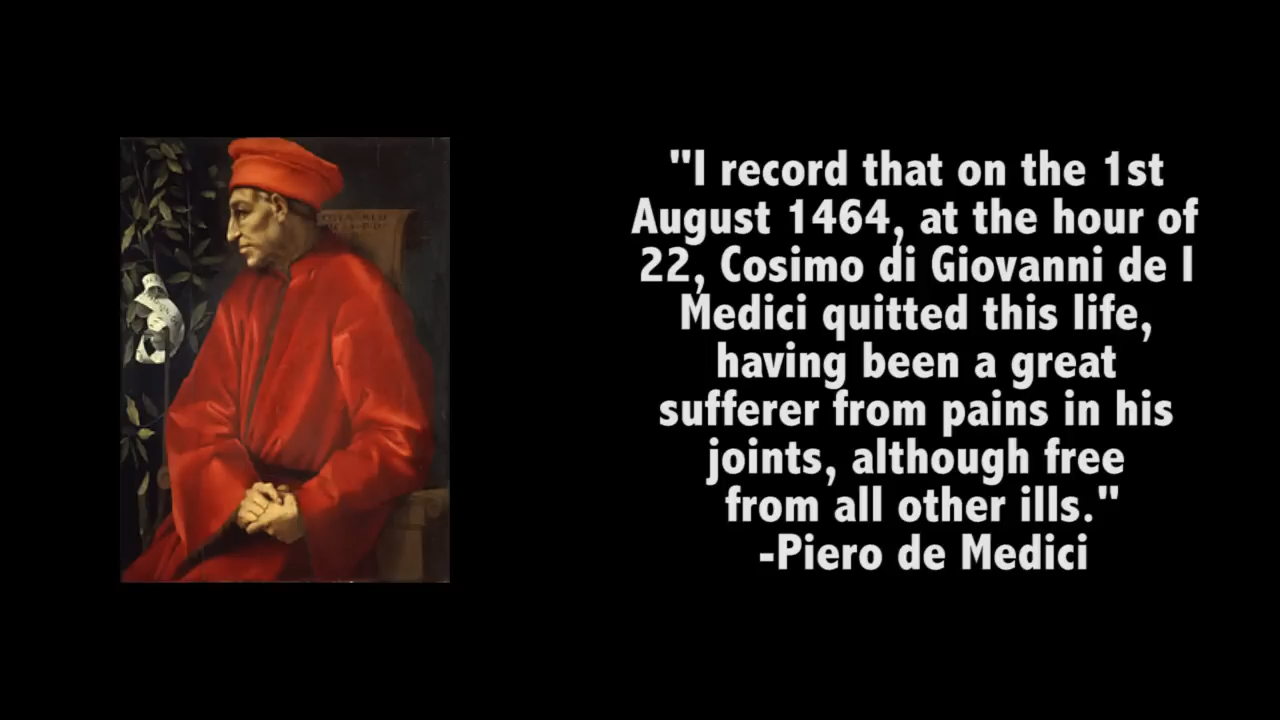 "I record that on the 1st
August 1464, at the hour of
22, Cosimo di Giovanni de l
Medici quitted this life,
having been a great
sufferer from pains in his
joints, although free
from all other ills."
-Piero de Medici